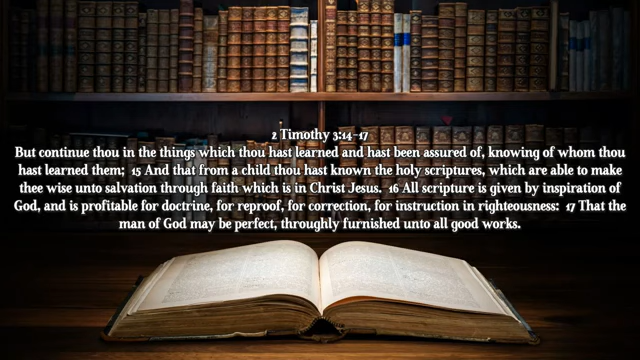 2 Timothy 3:14-17
But continue thou in the things which thou hast learned and hast been assured of, knowing of whom thou
hast learned them;  15 And that from a child thou hast known the holy scriptures, which are able to make
thee wise unto salvation through faith which is in Christ Jesus.  16 All scripture is given by inspiration of
God, and is profitable for doctrine, for reproof, for correction, for instruction in righteousness:  17 That the
man of God may be perfect, throughly furnished unto all good works.